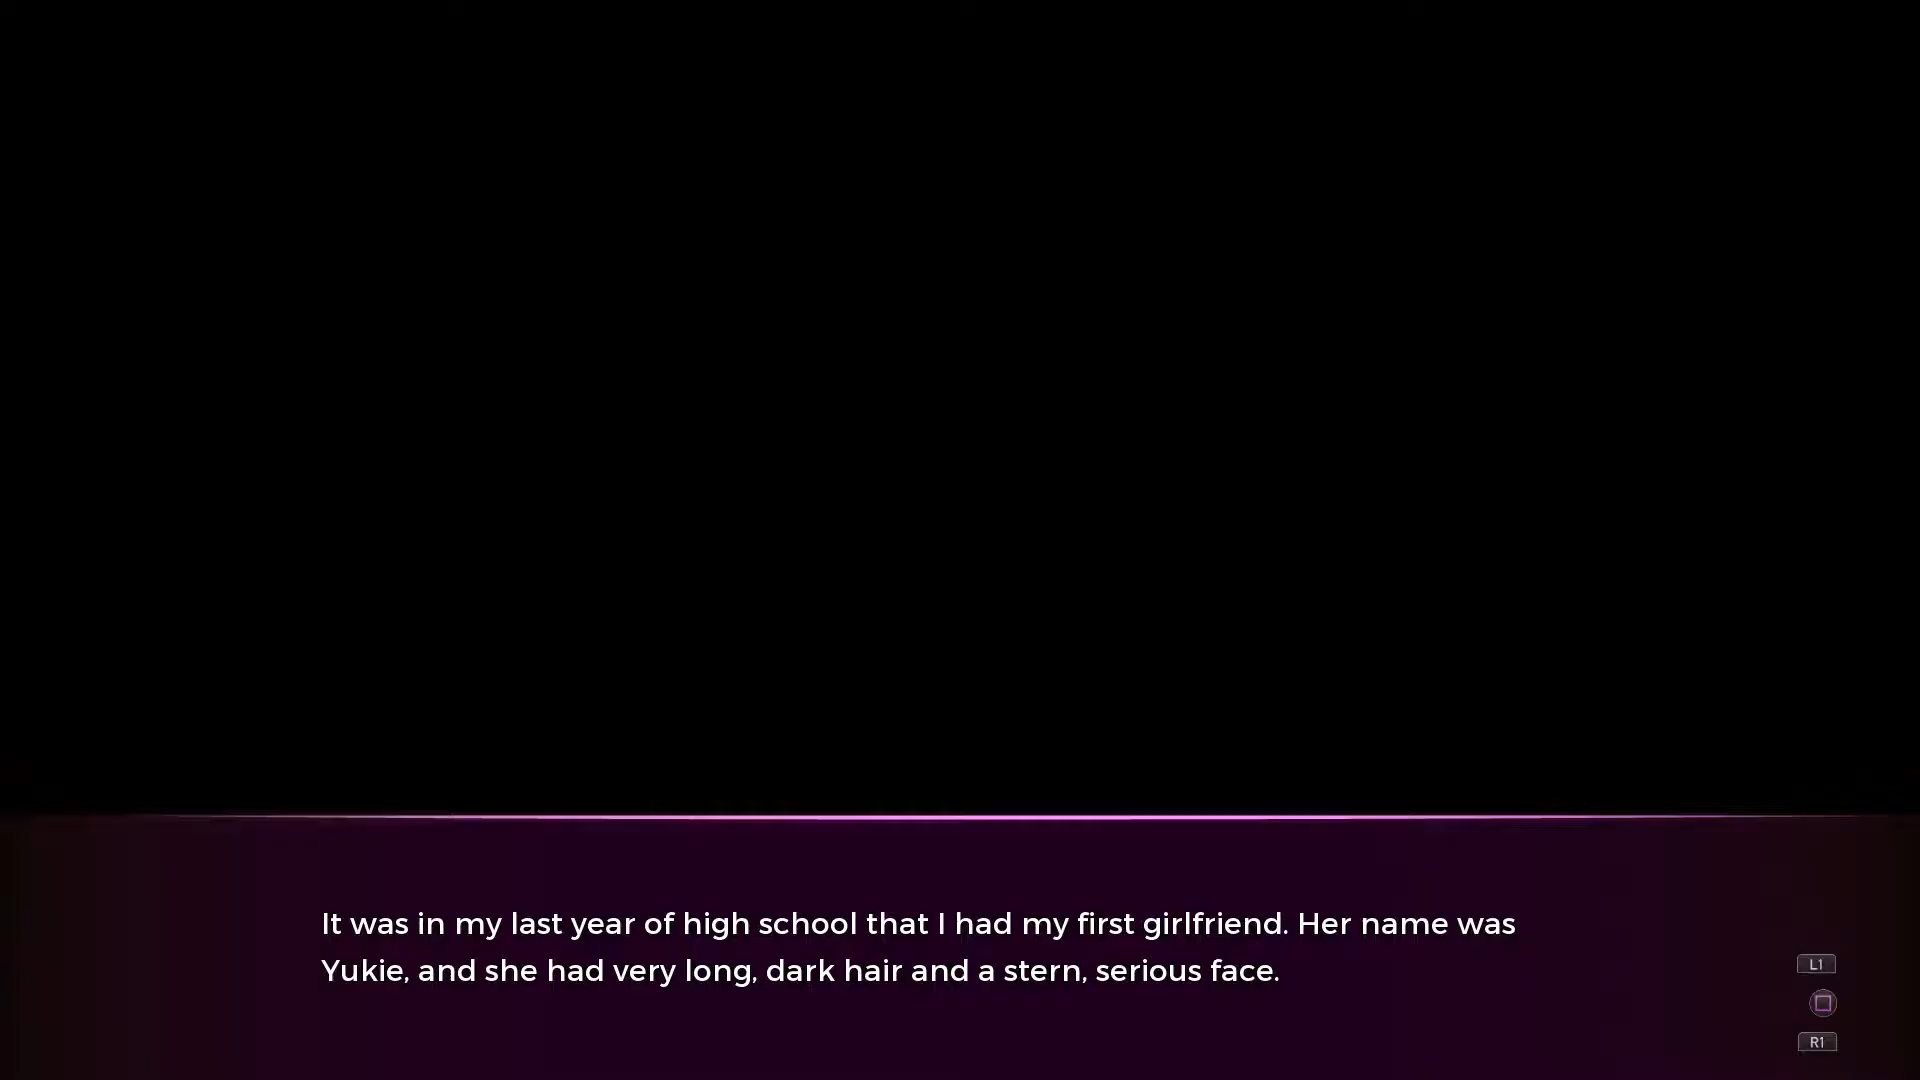 It was in my last year of high school that I had my first girlfriend. Her name was
Yukie, and she had very long, dark hair and a stern, serious face.
L1
R1